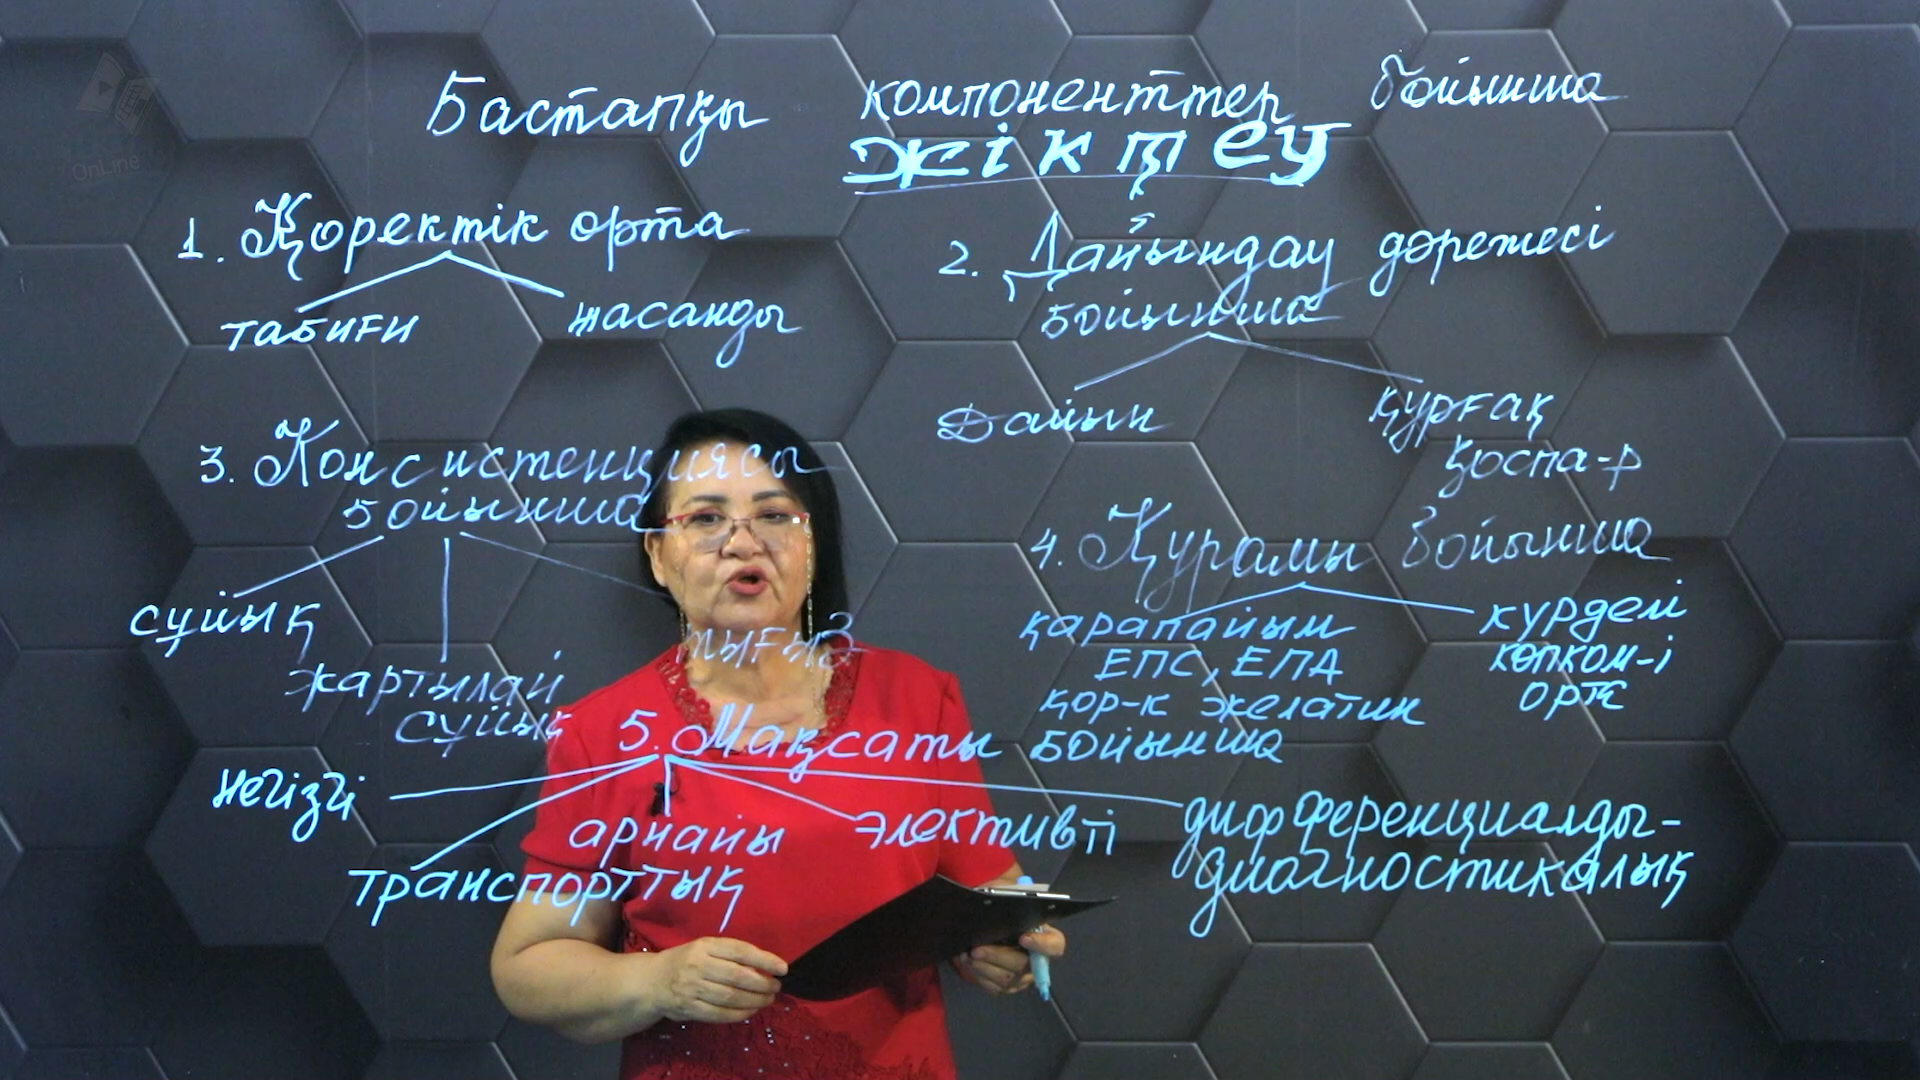 Бастапқы компоненттер бойынша
жіктеу
1. Қоректік орта
табиғи
жасанды
2. Дайындау дәрежесі
бойынша
Дайын
құрғақ
қоспа-р
3. Консистенциясы
бойынша
сұйық
жартылай
сұйық
тығыз
4. Құрамы бойынша
қарапайым
ЕПС, ЕПА
қор-к желатин
күрделі
көпком-і
орта
5. Мақсаты бойынша
негізгі
транспорттық
арнайы
элективті
дифференциалды-
диагностикалық
OnLine